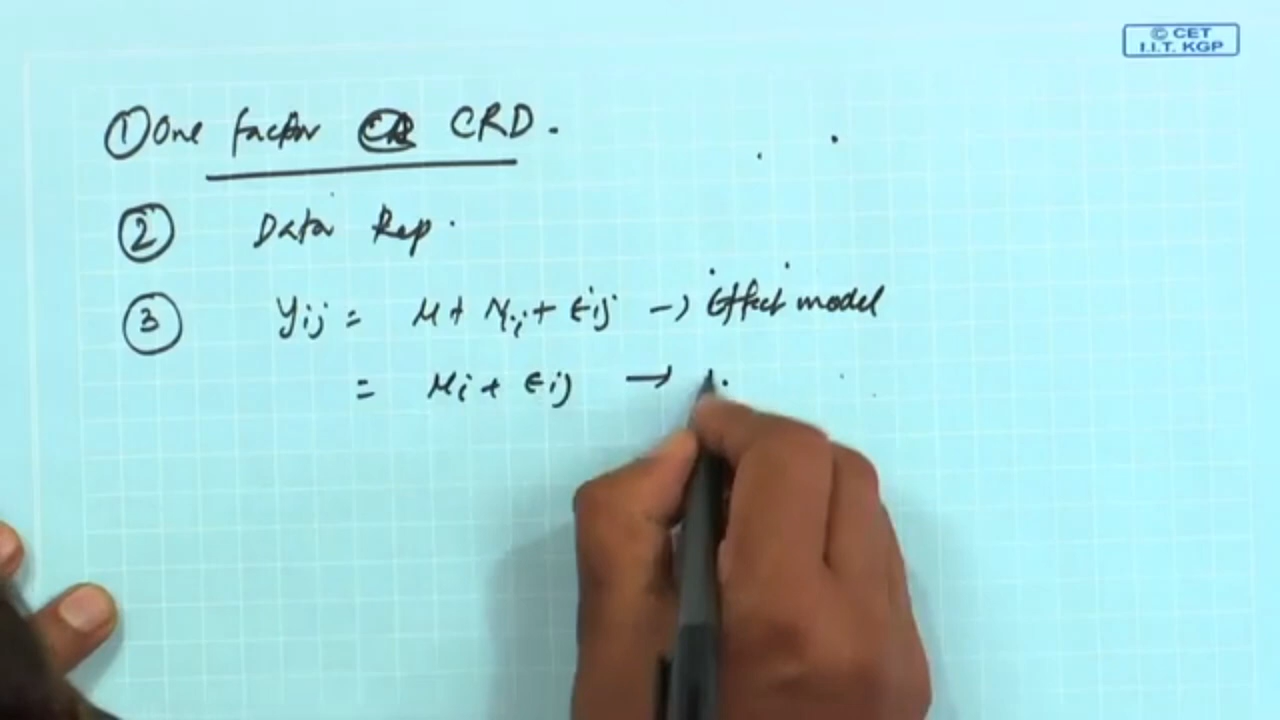 © CET
I.I.T. KGP
① One factor CRD.
② Data Rep.
③ Yij = μ + τi + εij → Effect model
= μi + εij →